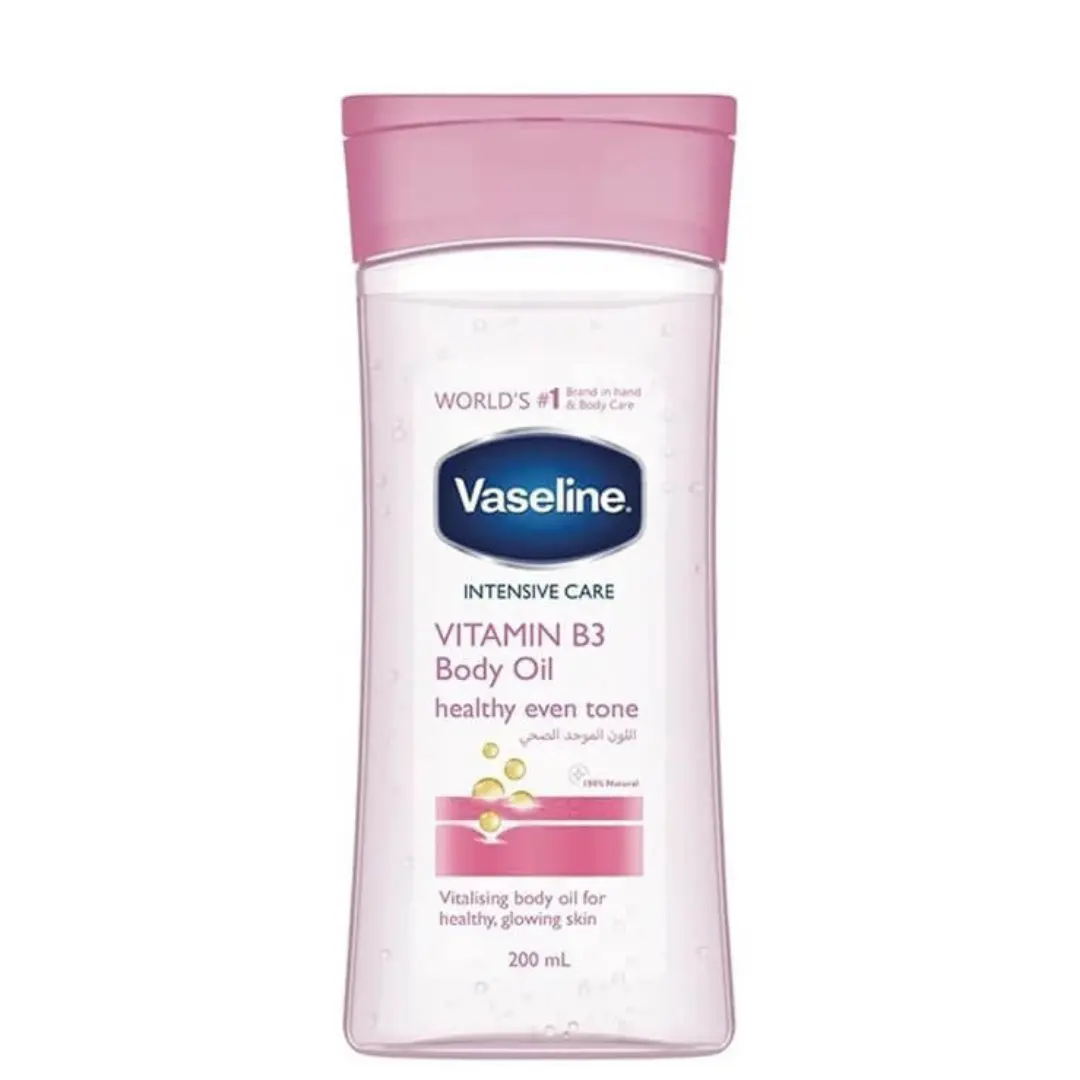 WORLD'S #1 Brand in hand
& Body Care
Vaseline.
INTENSIVE CARE
VITAMIN B3
Body Oil
healthy even tone
اللون الموحد الصحي
100% Natural
Vitalising body oil for
healthy, glowing skin
200 mL